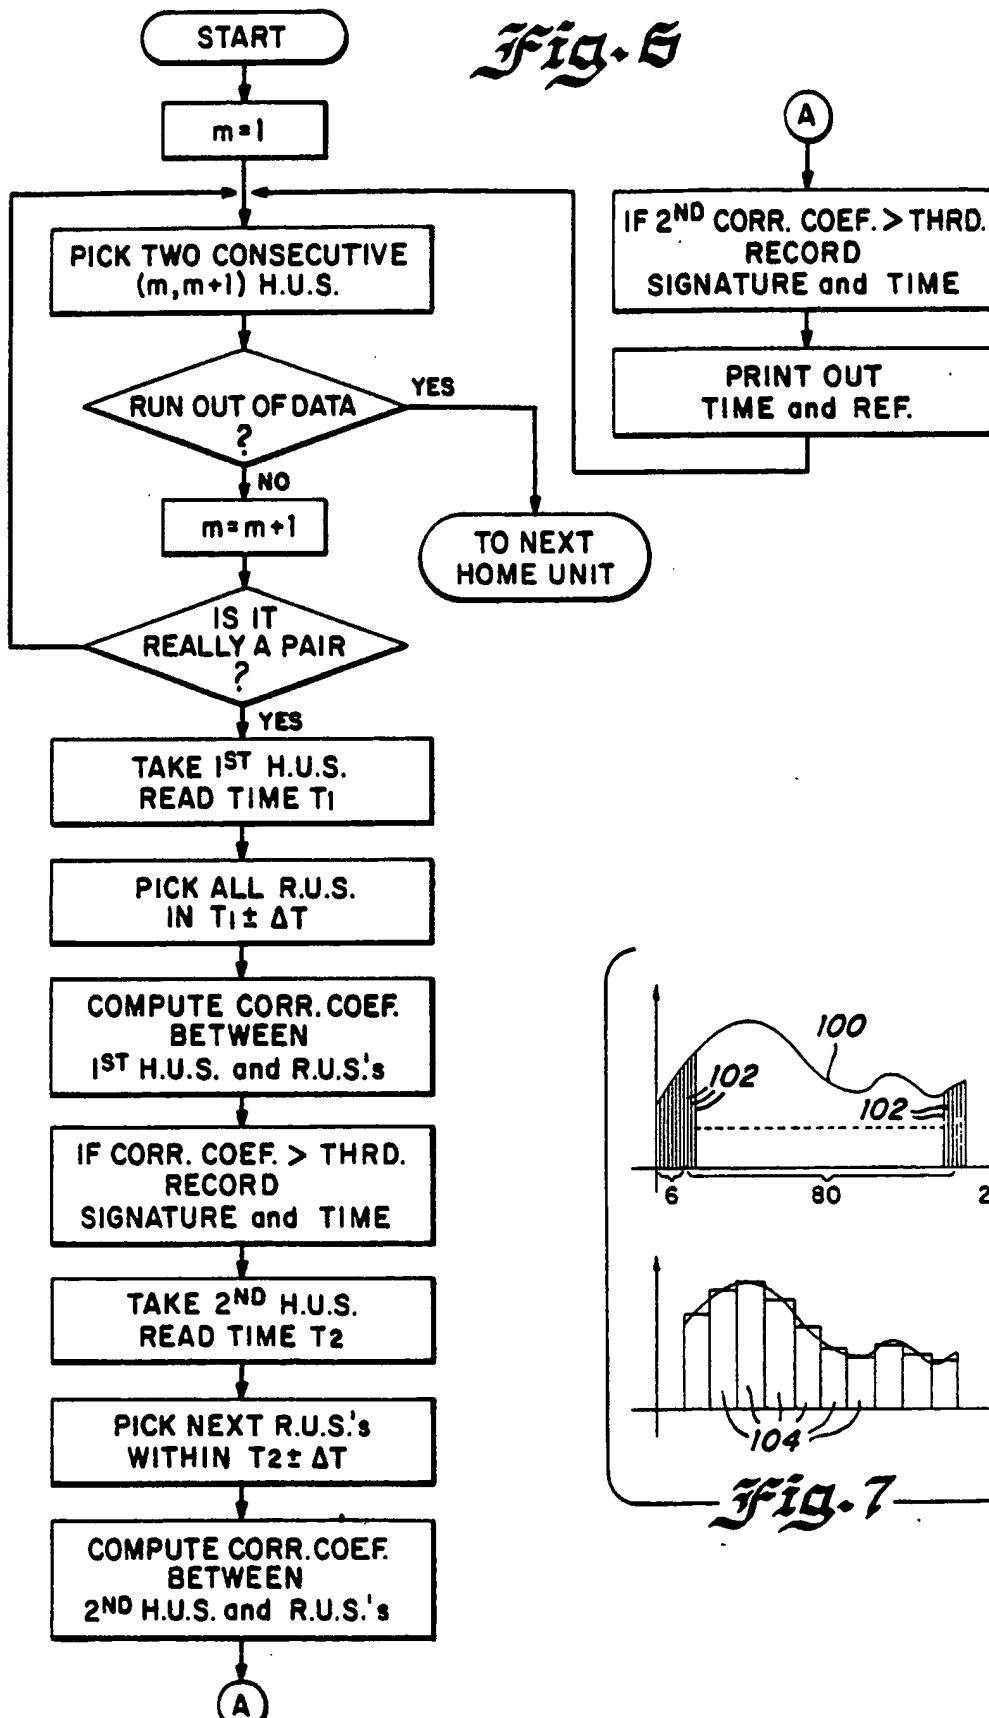 START
Fig. 6
m=1
PICK TWO CONSECUTIVE
(m,m+1) H.U.S.
RUN OUT OF DATA
?
YES
NO
m=m+1
TO NEXT
HOME UNIT
IS IT
REALLY A PAIR
?
YES
TAKE 1ST H.U.S.
READ TIME T1
PICK ALL R.U.S.
IN T1 ± ΔT
COMPUTE CORR. COEF.
BETWEEN
1ST H.U.S. and R.U.S.'s
IF CORR. COEF. > THRD.
RECORD
SIGNATURE and TIME
TAKE 2ND H.U.S.
READ TIME T2
PICK NEXT R.U.S.'s
WITHIN T2 ± ΔT
COMPUTE CORR. COEF.
BETWEEN
2ND H.U.S. and R.U.S.'s
A
A
IF 2ND CORR. COEF. > THRD.
RECORD
SIGNATURE and TIME
PRINT OUT
TIME and REF.
100
102
102
6
80
2
104
Fig. 7